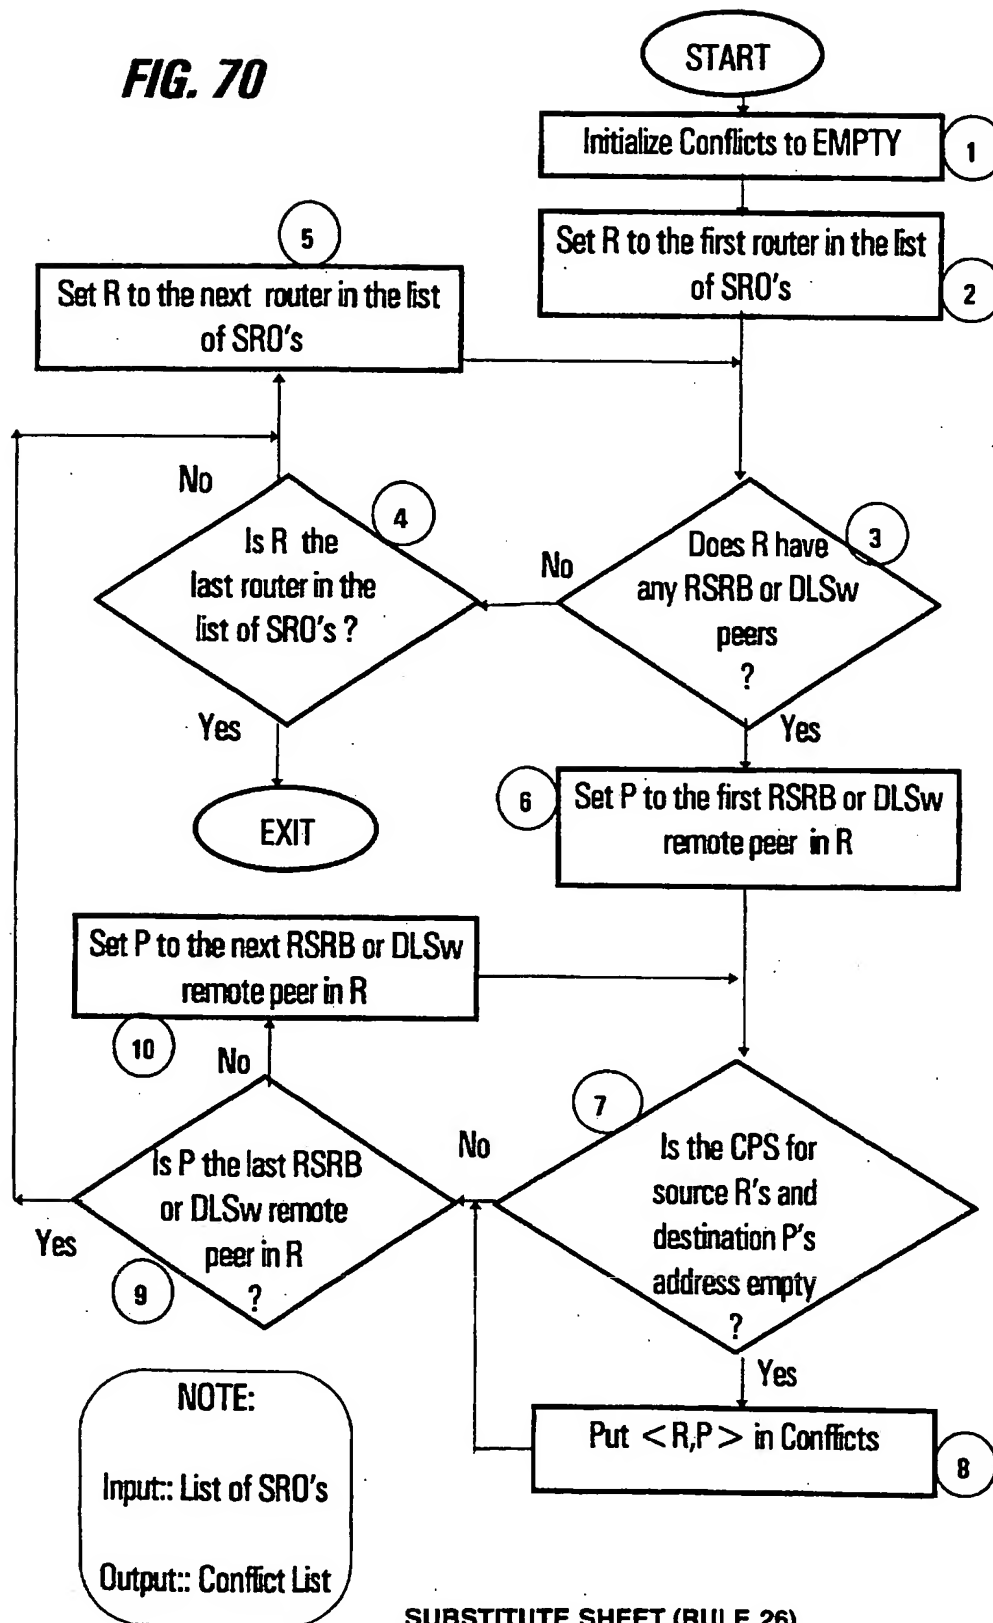 FIG. 70
START
Initialize Conflicts to EMPTY
1
Set R to the first router in the list
of SRO's
2
5
Set R to the next router in the list
of SRO's
No
4
Is R the
last router in the
list of SRO's ?
Yes
EXIT
No
3
Does R have
any RSRB or DLSw
peers
?
Yes
6
Set P to the first RSRB or DLSw
remote peer in R
Set P to the next RSRB or DLSw
remote peer in R
10
No
Is P the last RSRB
or DLSw remote
peer in R
?
Yes
9
No
7
Is the CPS for
source R's and
destination P's
address empty
?
Yes
Put <R,P> in Conflicts
8
NOTE:
Input:: List of SRO's
Output:: Conflict List
SUBSTITUTE SHEET (RULE 26)